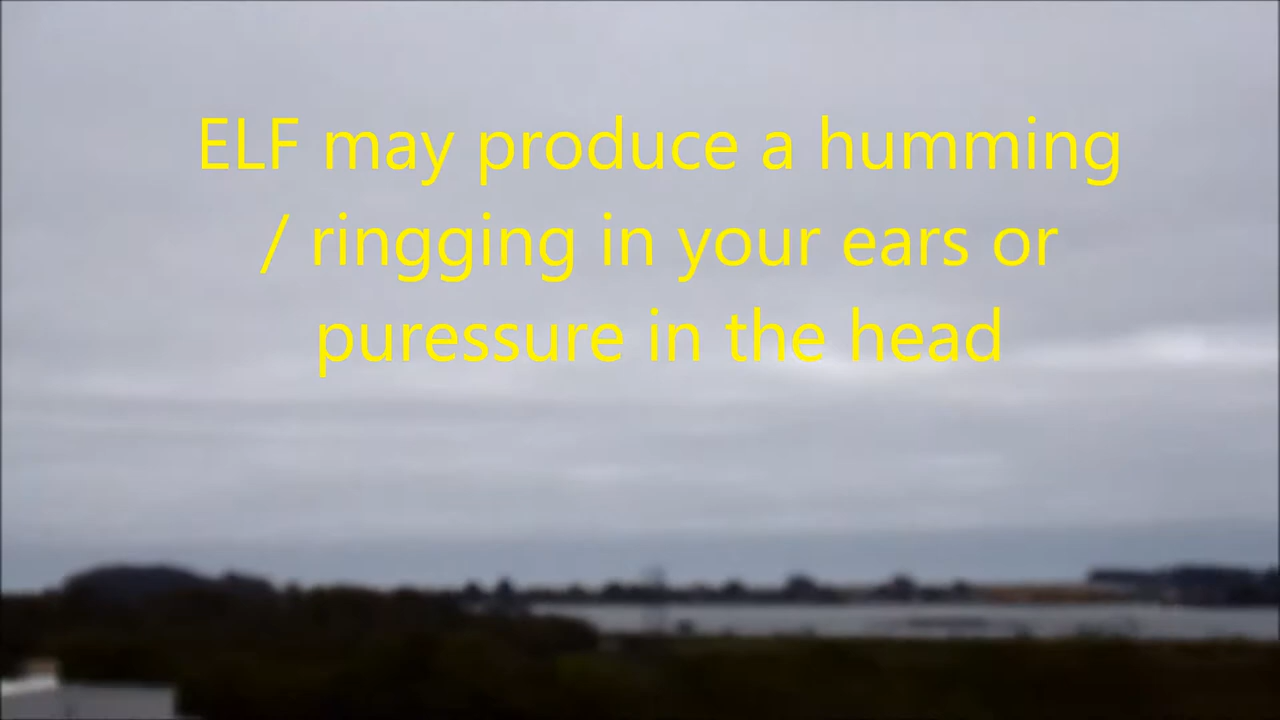 ELF may produce a humming
/ ringging in your ears or
puressure in the head